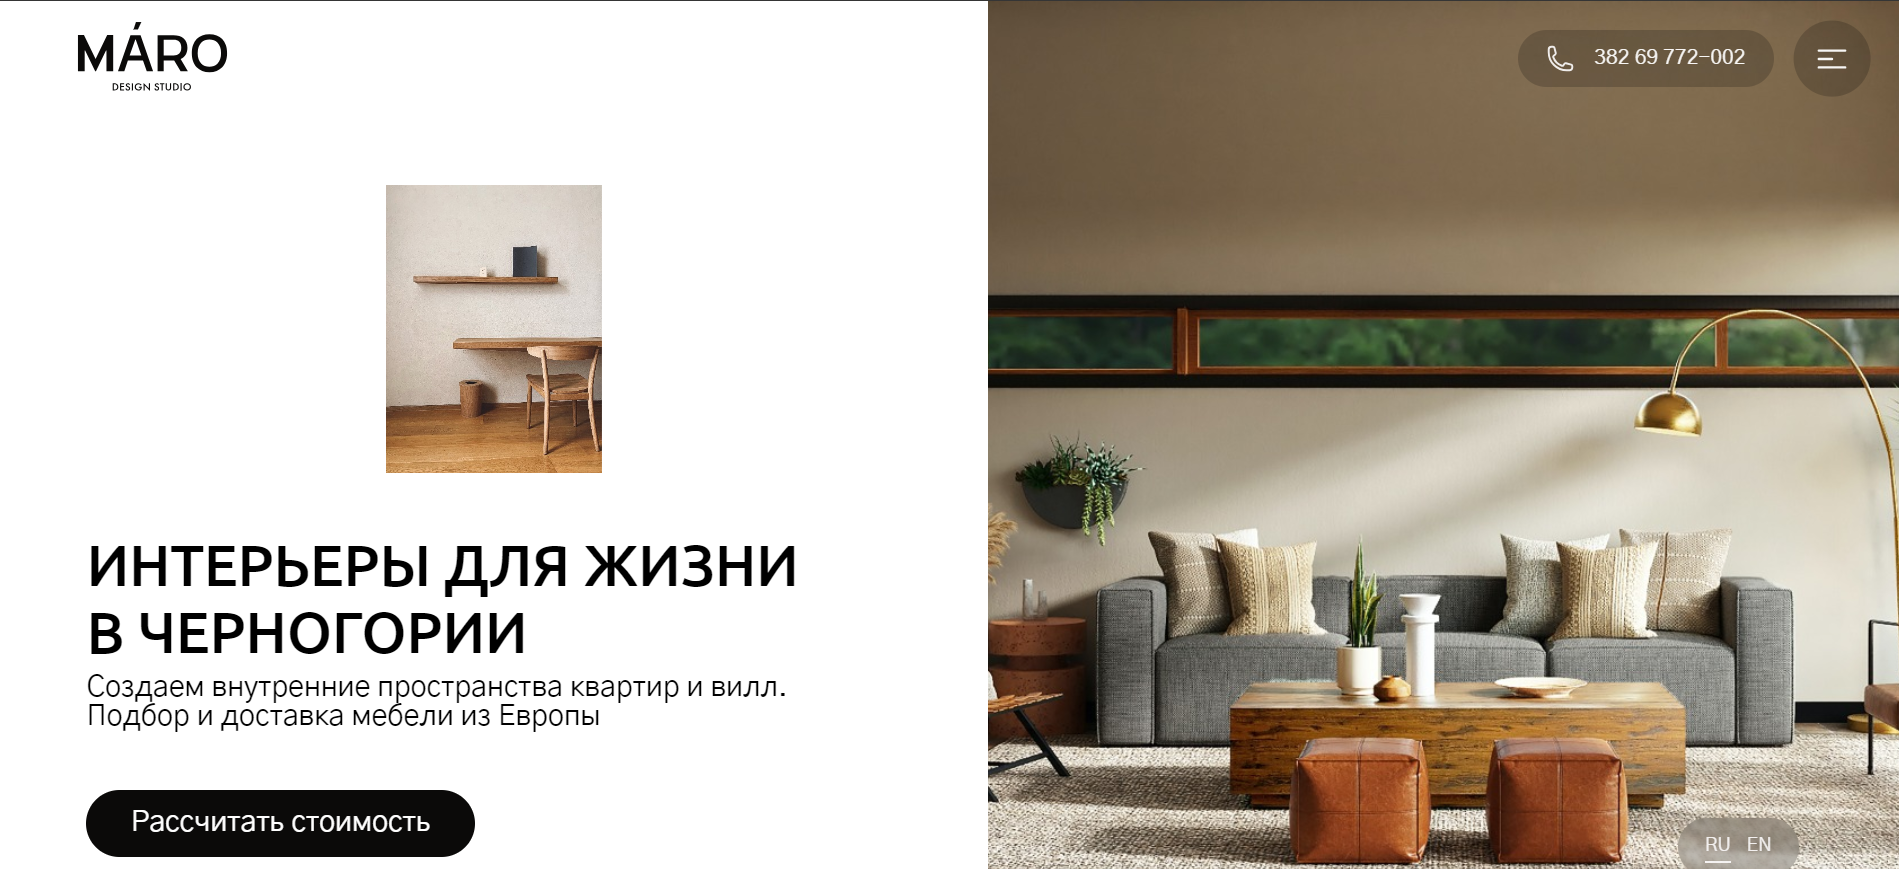 MÁRO
DESIGN STUDIO
382 69 772-002
ИНТЕРЬЕРЫ ДЛЯ ЖИЗНИ
В ЧЕРНОГОРИИ
Создаем внутренние пространства квартир и вилл.
Подбор и доставка мебели из Европы
Рассчитать стоимость
RU EN